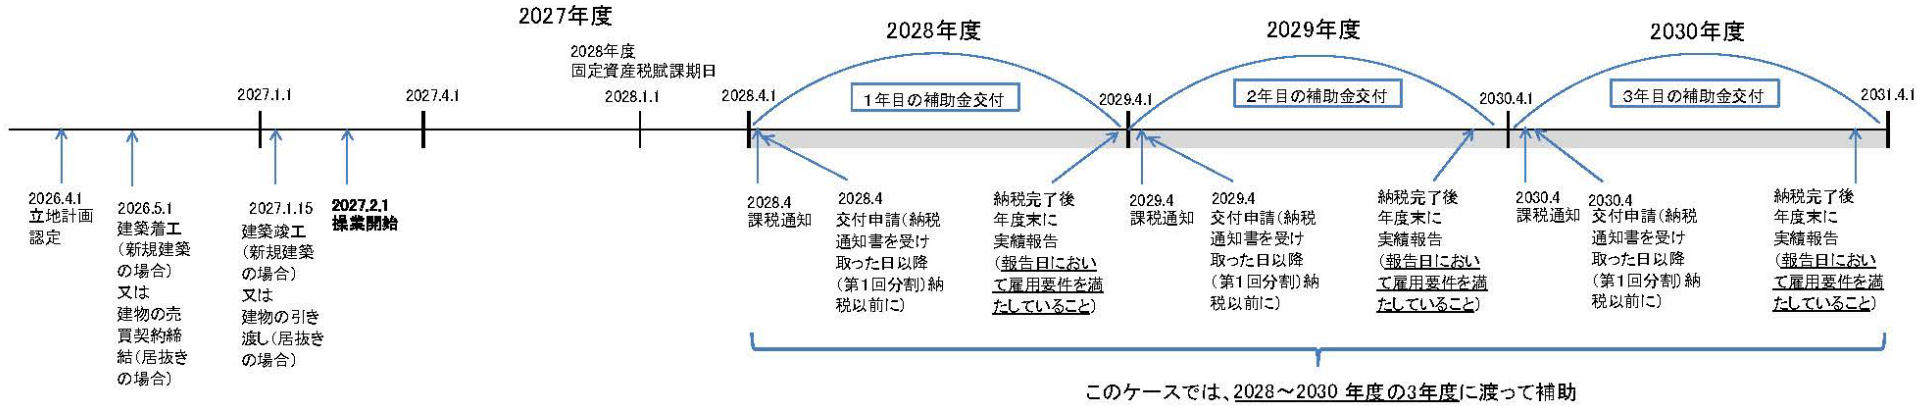 2027年度
2028年度
2029年度
2030年度
2028年度
固定資産税賦課期日
2027.1.1
2027.4.1
2028.1.1
2028.4.1
1年目の補助金交付
2029.4.1
2年目の補助金交付
2030.4.1
3年目の補助金交付
2031.4.1
2026.4.1
立地計画
認定
2026.5.1
建築着工
(新規建築
の場合)
又は
建物の売
買契約締
結(居抜き
の場合)
2027.1.15
建築竣工
(新規建築
の場合)
又は
建物の引き
渡し(居抜き
の場合)
2027.2.1
操業開始
2028.4
課税通知
2028.4
交付申請(納税
通知書を受け
取った日以降
(第1回分割)納
税以前に)
納税完了後
年度末に
実績報告
(報告日におい
て雇用要件を満
たしていること)
2029.4
課税通知
2029.4
交付申請(納税
通知書を受け
取った日以降
(第1回分割)納
税以前に)
納税完了後
年度末に
実績報告
(報告日におい
て雇用要件を満
たしていること)
2030.4
課税通知
2030.4
交付申請(納税
通知書を受け
取った日以降
(第1回分割)納
税以前に)
納税完了後
年度末に
実績報告
(報告日におい
て雇用要件を満
たしていること)
このケースでは、2028～2030 年度の3年度に渡って補助